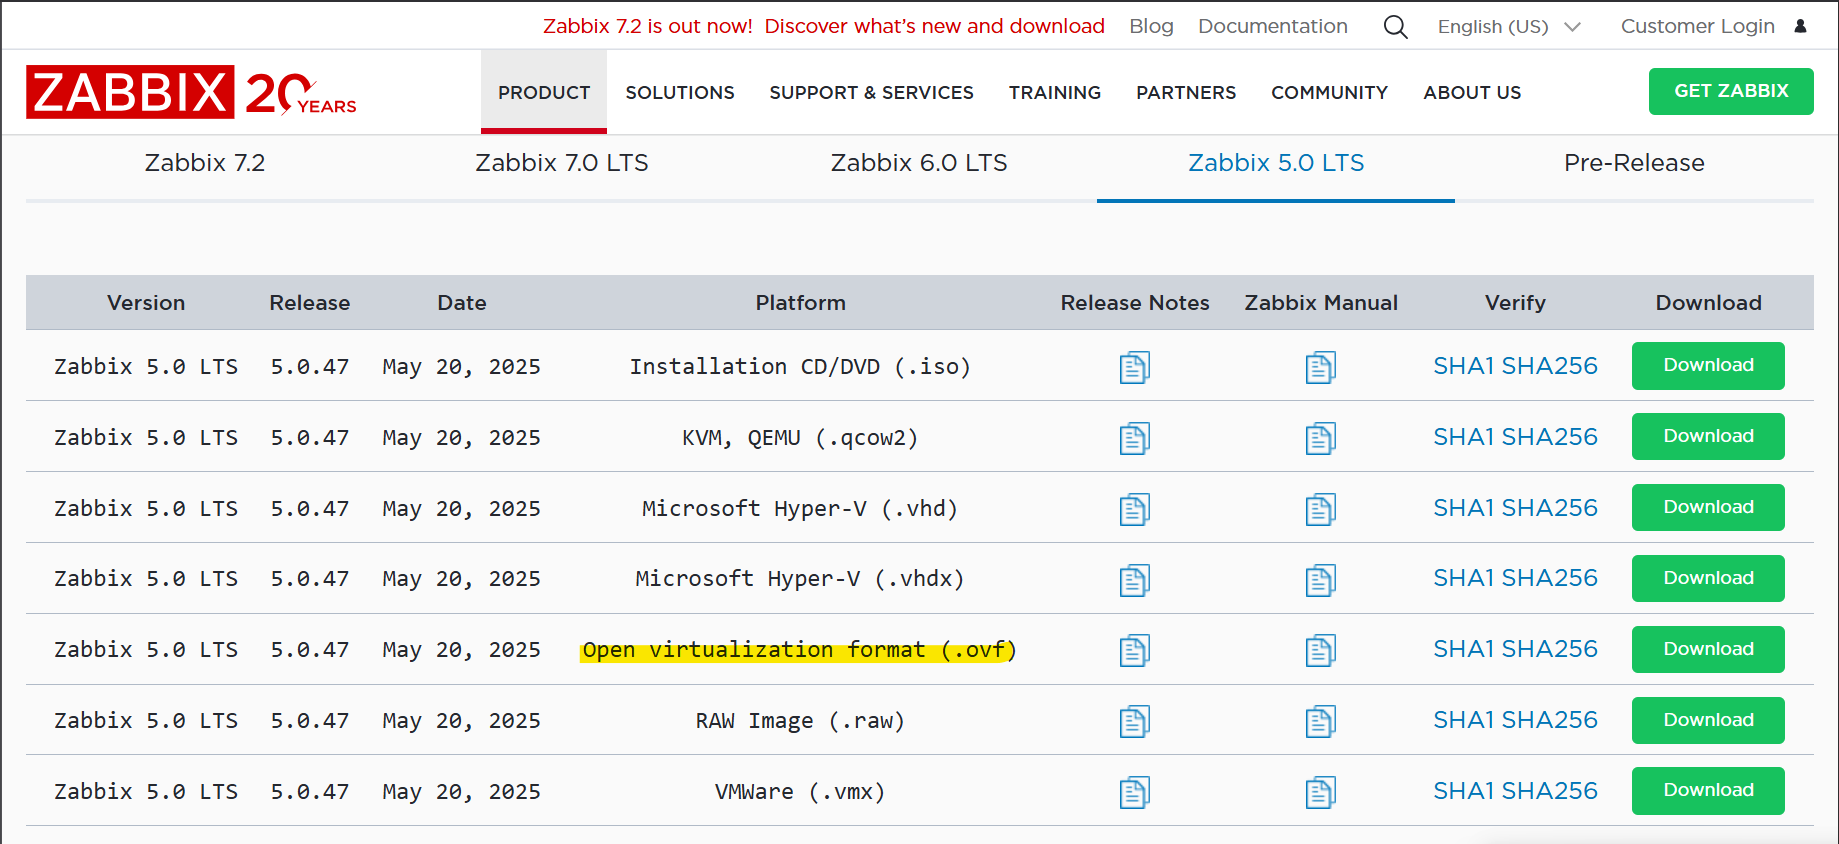 Zabbix 7.2 is out now! Discover what's new and download Blog Documentation English (US) Customer Login
ZABBIX 20 YEARS PRODUCT SOLUTIONS SUPPORT & SERVICES TRAINING PARTNERS COMMUNITY ABOUT US GET ZABBIX
Zabbix 7.2 Zabbix 7.0 LTS Zabbix 6.0 LTS Zabbix 5.0 LTS Pre-Release
Version Release Date Platform Release Notes Zabbix Manual Verify Download
Zabbix 5.0 LTS 5.0.47 May 20, 2025 Installation CD/DVD (.iso) SHA1 SHA256 Download
Zabbix 5.0 LTS 5.0.47 May 20, 2025 KVM, QEMU (.qcow2) SHA1 SHA256 Download
Zabbix 5.0 LTS 5.0.47 May 20, 2025 Microsoft Hyper-V (.vhd) SHA1 SHA256 Download
Zabbix 5.0 LTS 5.0.47 May 20, 2025 Microsoft Hyper-V (.vhdx) SHA1 SHA256 Download
Zabbix 5.0 LTS 5.0.47 May 20, 2025 Open virtualization format (.ovf) SHA1 SHA256 Download
Zabbix 5.0 LTS 5.0.47 May 20, 2025 RAW Image (.raw) SHA1 SHA256 Download
Zabbix 5.0 LTS 5.0.47 May 20, 2025 VMWare (.vmx) SHA1 SHA256 Download